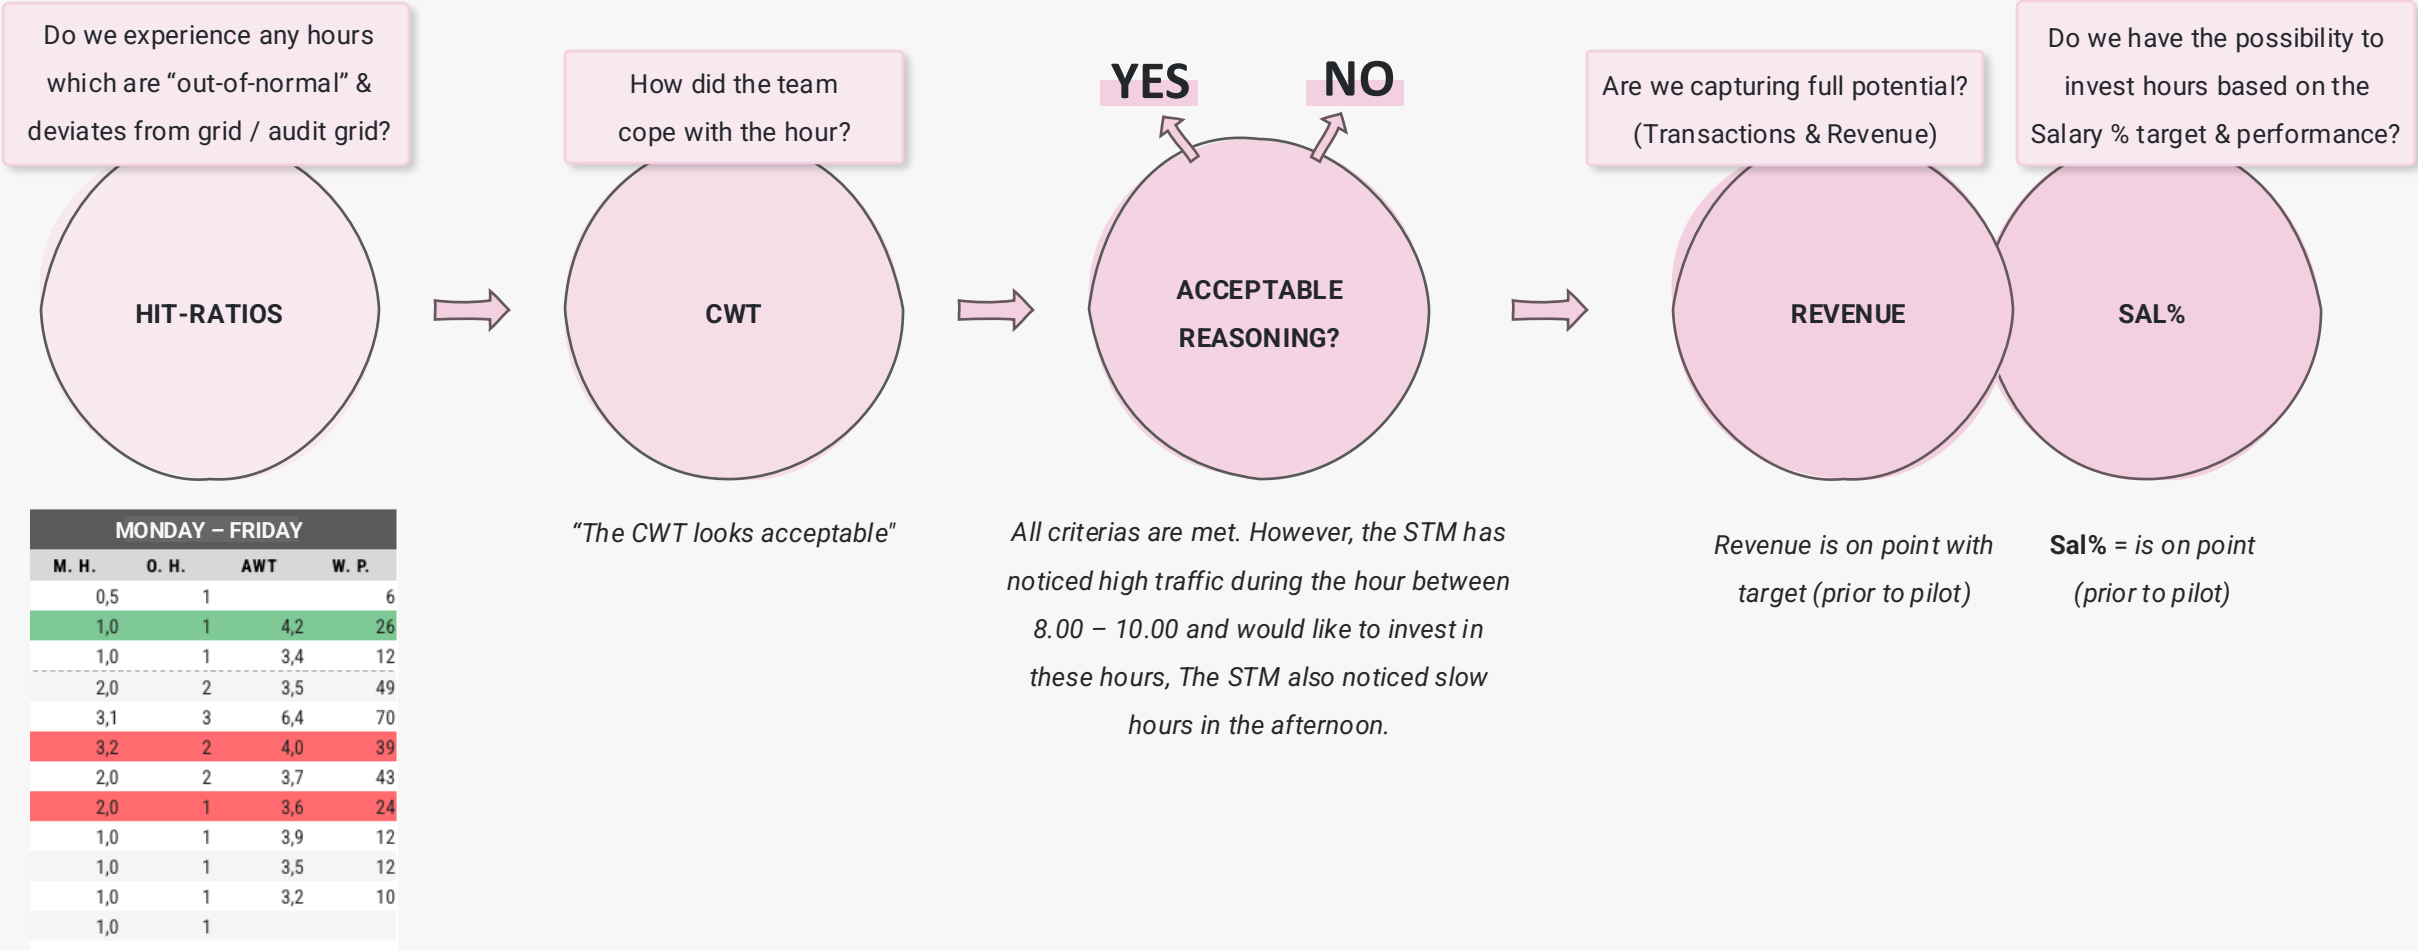 Do we experience any hours
which are “out-of-normal” &
deviates from grid / audit grid?
How did the team
cope with the hour?
YES
NO
Are we capturing full potential?
(Transactions & Revenue)
Do we have the possibility to
invest hours based on the
Salary % target & performance?
HIT-RATIOS
CWT
ACCEPTABLE
REASONING?
REVENUE
SAL%
MONDAY – FRIDAY
M. H. O. H. AWT W. P.
0,5 1 6
1,0 1 4,2 26
1,0 1 3,4 12
2,0 2 3,5 49
3,1 3 6,4 70
3,2 2 4,0 39
2,0 2 3,7 43
2,0 1 3,6 24
1,0 1 3,9 12
1,0 1 3,5 12
1,0 1 3,2 10
1,0 1
“The CWT looks acceptable"
All criterias are met. However, the STM has
noticed high traffic during the hour between
8.00 – 10.00 and would like to invest in
these hours, The STM also noticed slow
hours in the afternoon.
Revenue is on point with
target (prior to pilot)
Sal% = is on point
(prior to pilot)